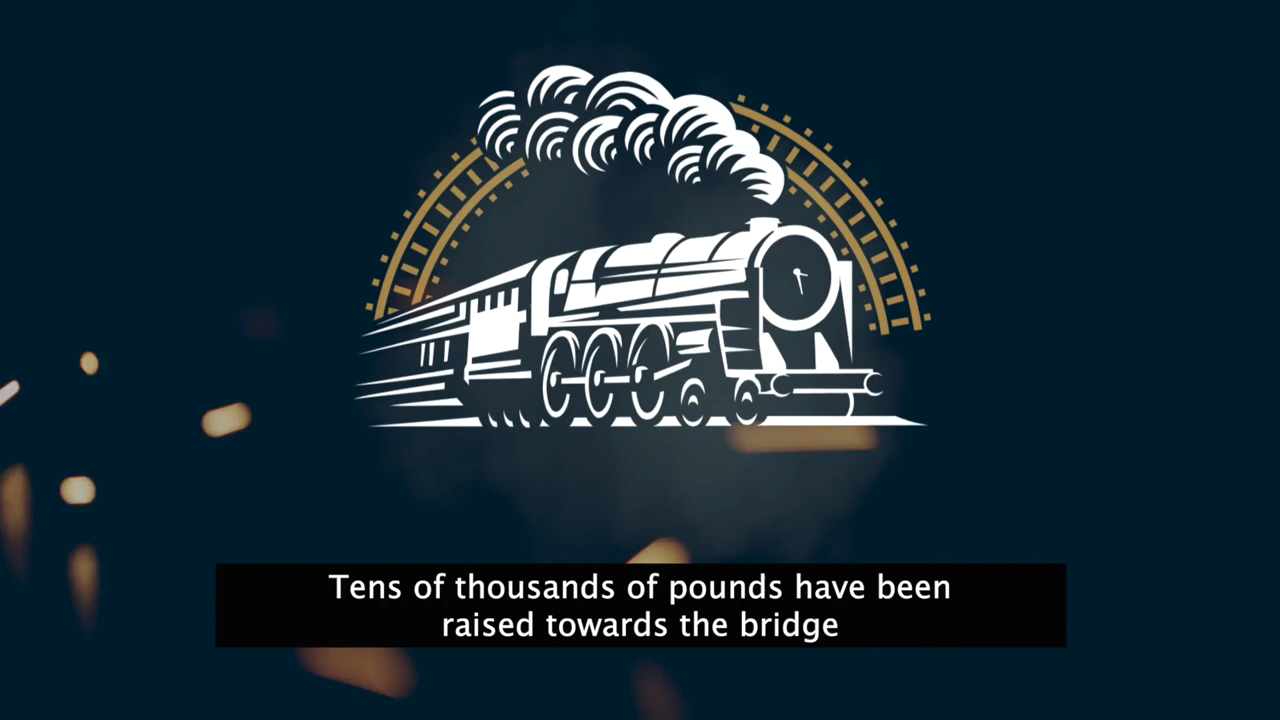 Tens of thousands of pounds have been
raised towards the bridge